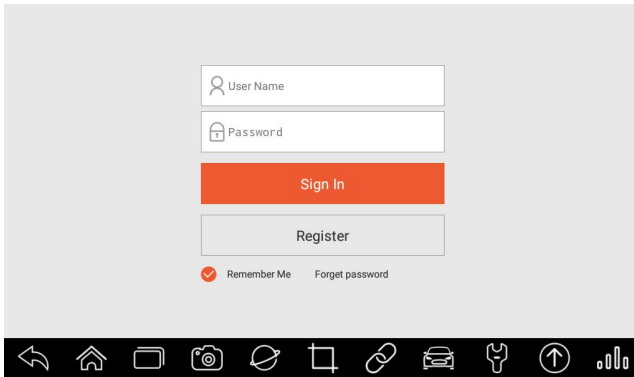 User Name
Password
Sign In
Register
Remember Me Forget password